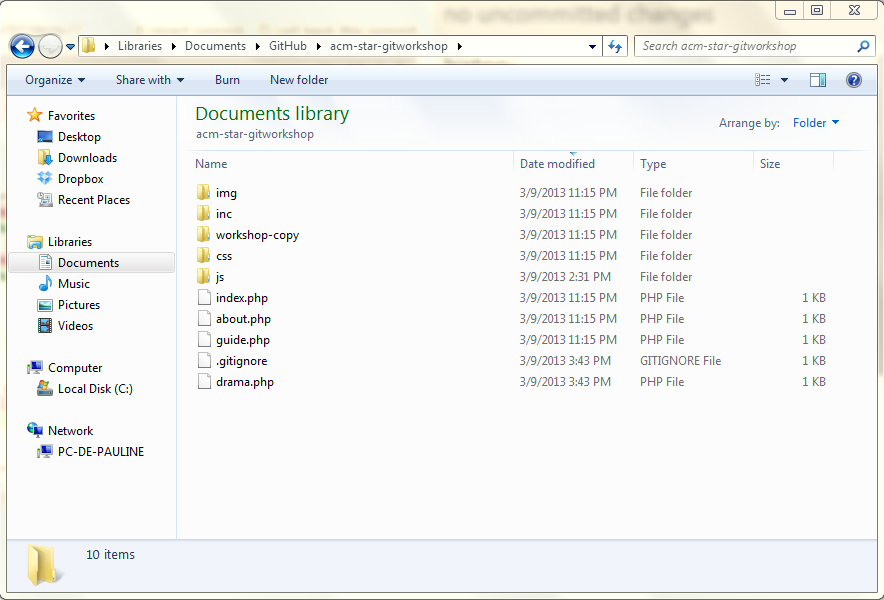 no uncommitted changes
Libraries Documents GitHub acm-star-gitworkshop
Search acm-star-gitworkshop
Organize Share with Burn New folder
Favorites
Desktop
Downloads
Dropbox
Recent Places
Libraries
Documents
Music
Pictures
Videos
Computer
Local Disk (C:)
Network
PC-DE-PAULINE
Documents library
acm-star-gitworkshop
Arrange by: Folder
Name Date modified Type Size
img 3/9/2013 11:15 PM File folder
inc 3/9/2013 11:15 PM File folder
workshop-copy 3/9/2013 11:15 PM File folder
css 3/9/2013 11:15 PM File folder
js 3/9/2013 2:31 PM File folder
index.php 3/9/2013 11:15 PM PHP File 1 KB
about.php 3/9/2013 11:15 PM PHP File 1 KB
guide.php 3/9/2013 11:15 PM PHP File 1 KB
.gitignore 3/9/2013 3:43 PM GITIGNORE File 1 KB
drama.php 3/9/2013 3:43 PM PHP File 1 KB
10 items